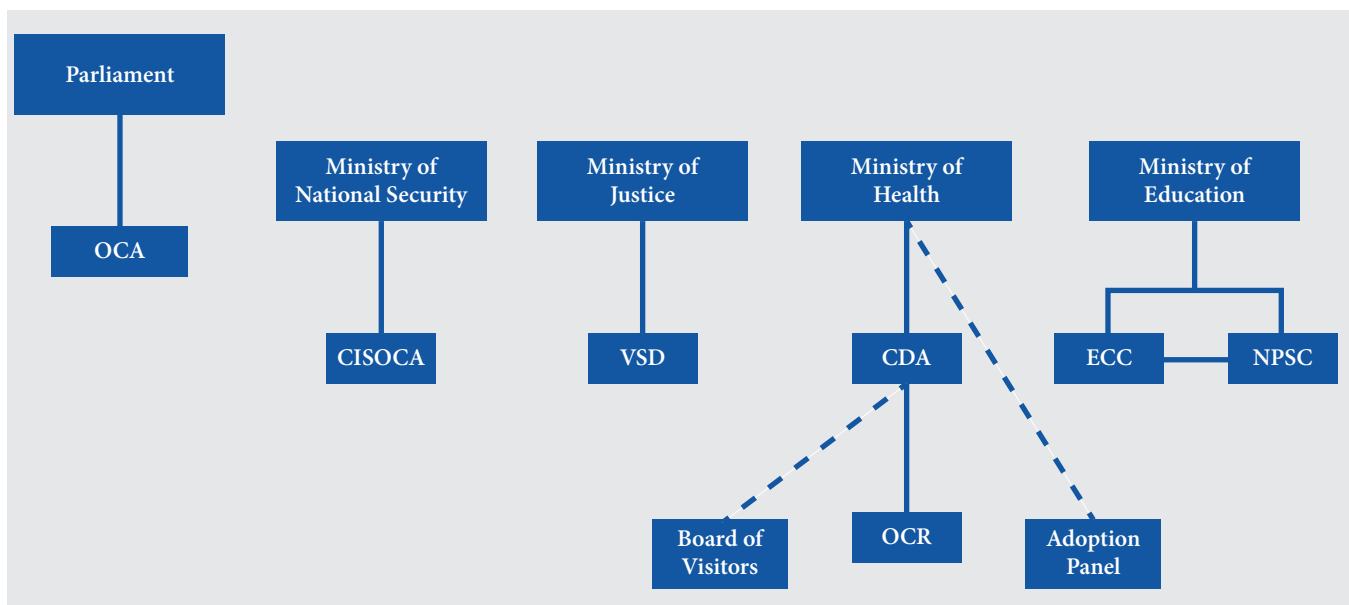 Parliament
OCA
Ministry of
National Security
CISOCA
Ministry of
Justice
VSD
Ministry of
Health
CDA
Board of
Visitors
OCR
Adoption
Panel
Ministry of
Education
ECC
NPSC